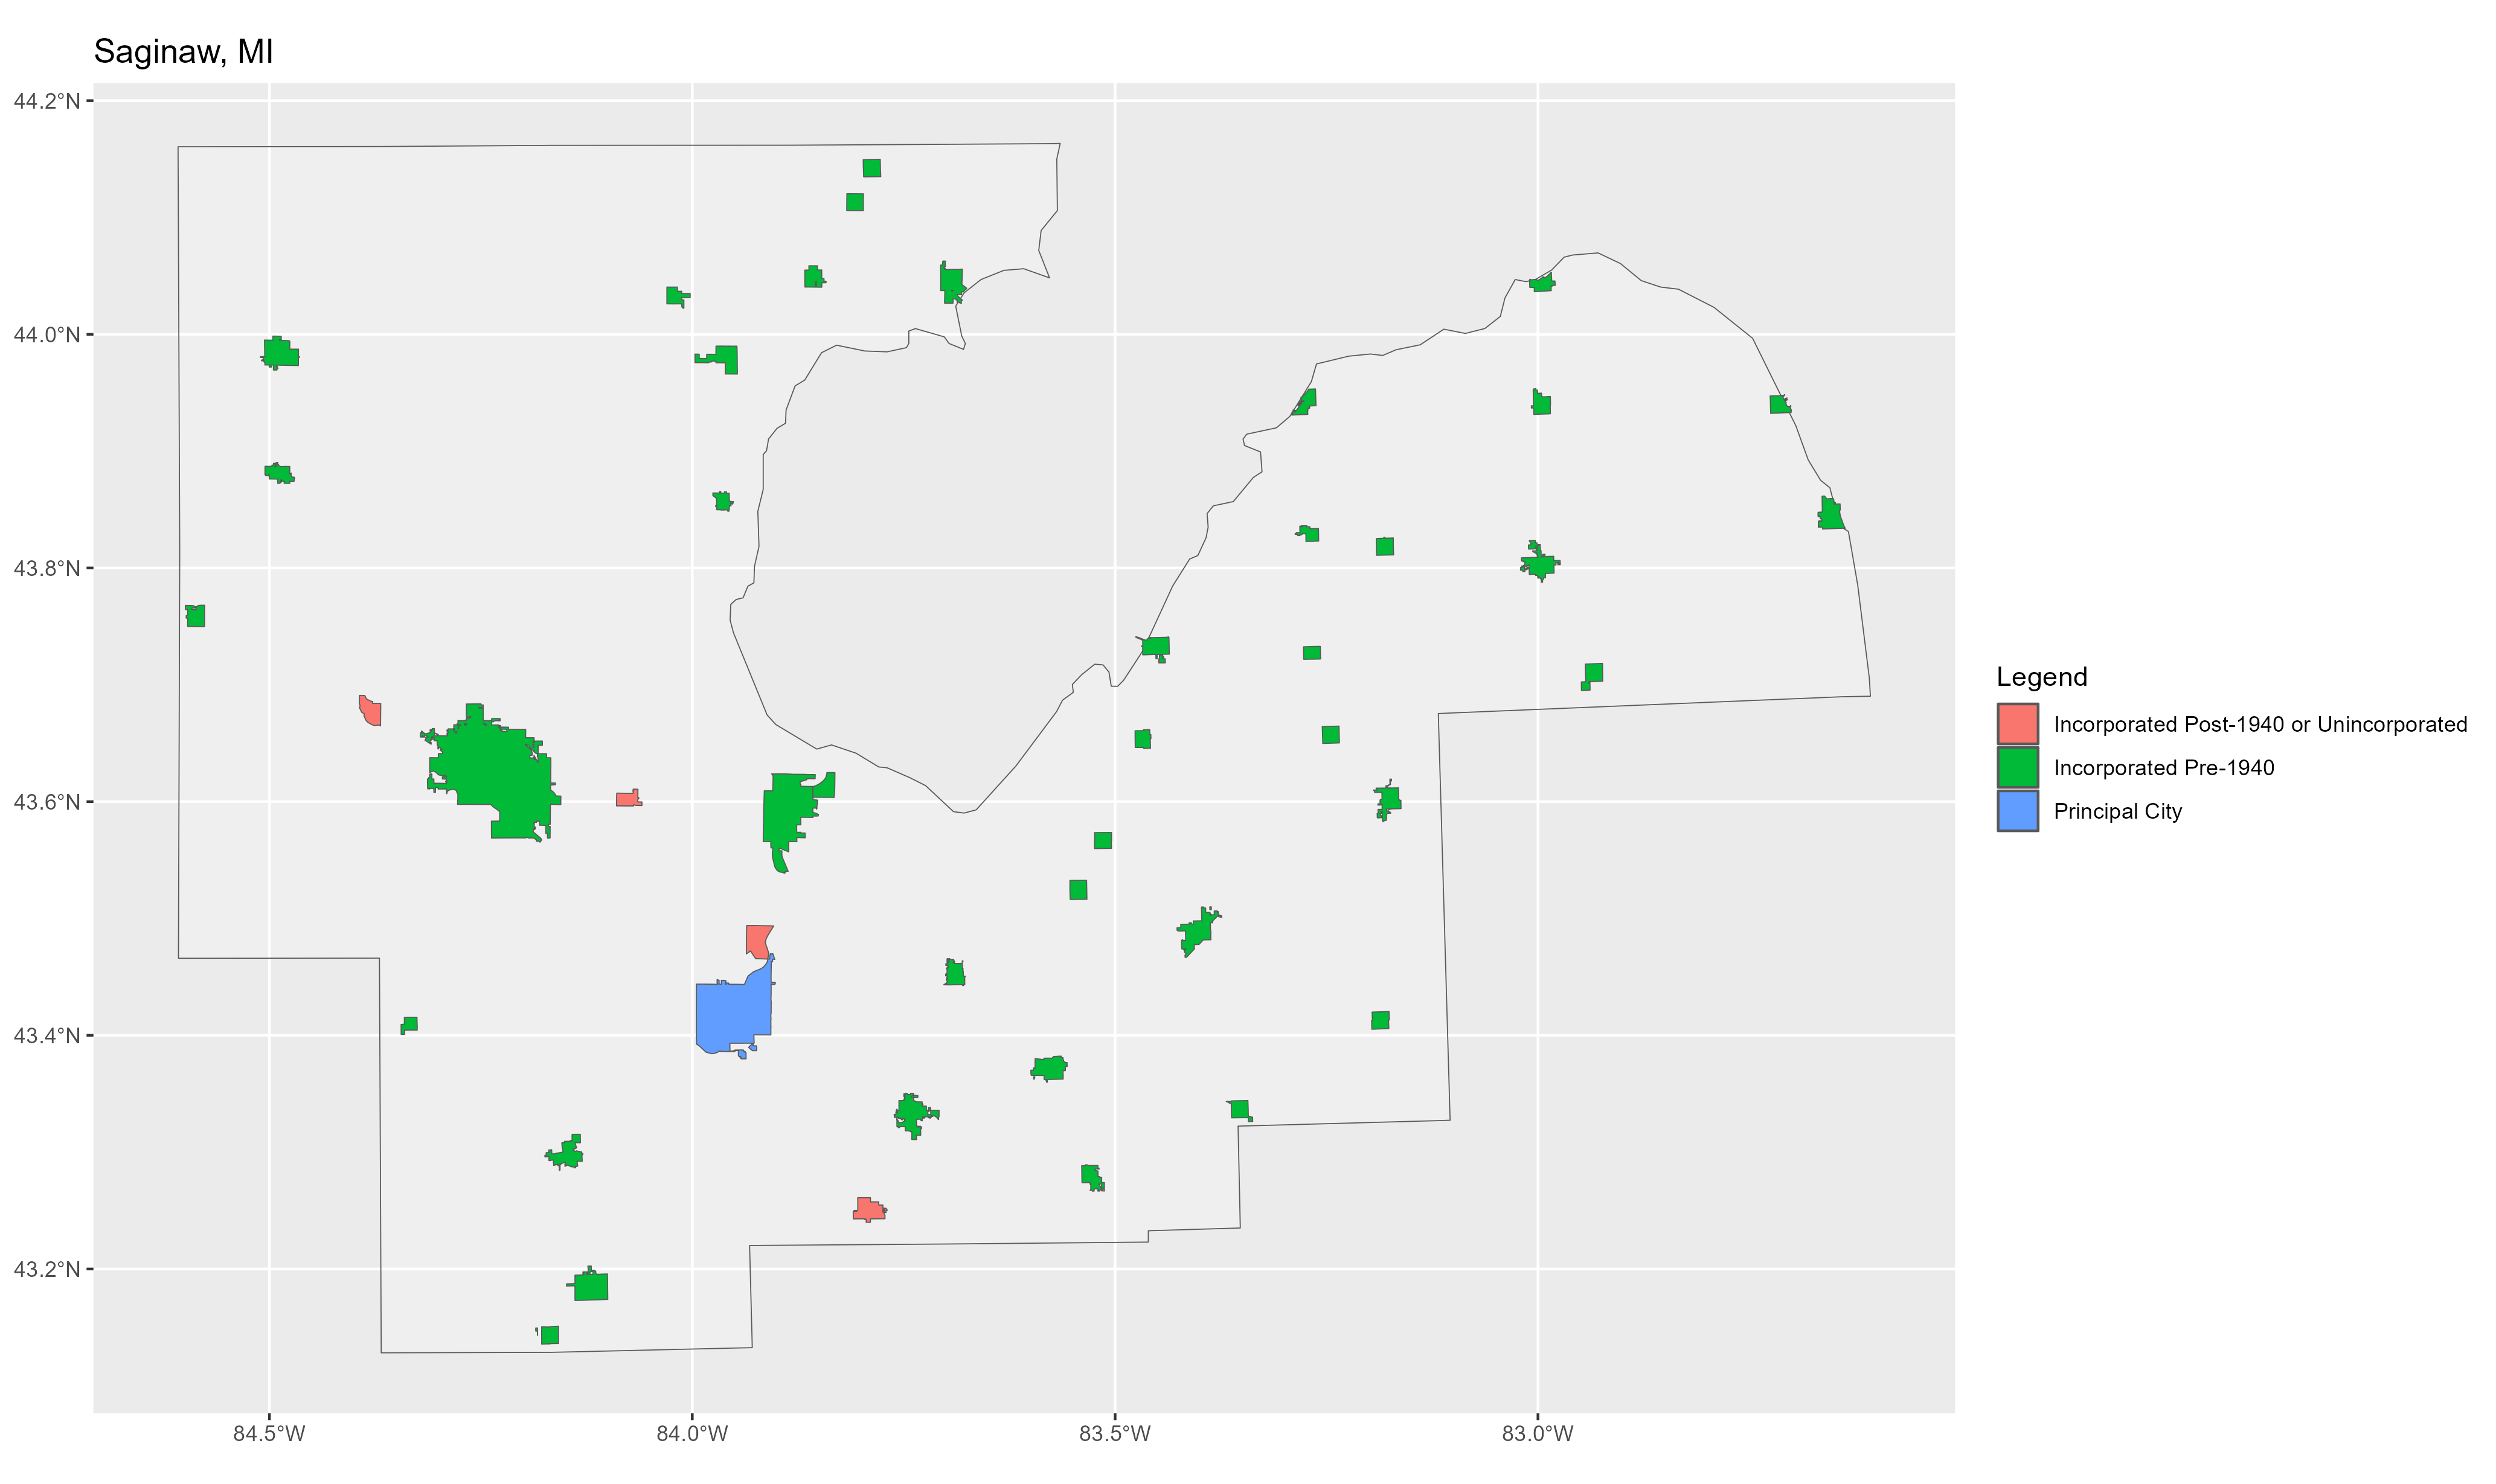 Saginaw, MI
44.2°N
44.0°N
43.8°N
43.6°N
43.4°N
43.2°N
84.5°W
84.0°W
83.5°W
83.0°W
Legend
Incorporated Post-1940 or Unincorporated
Incorporated Pre-1940
Principal City